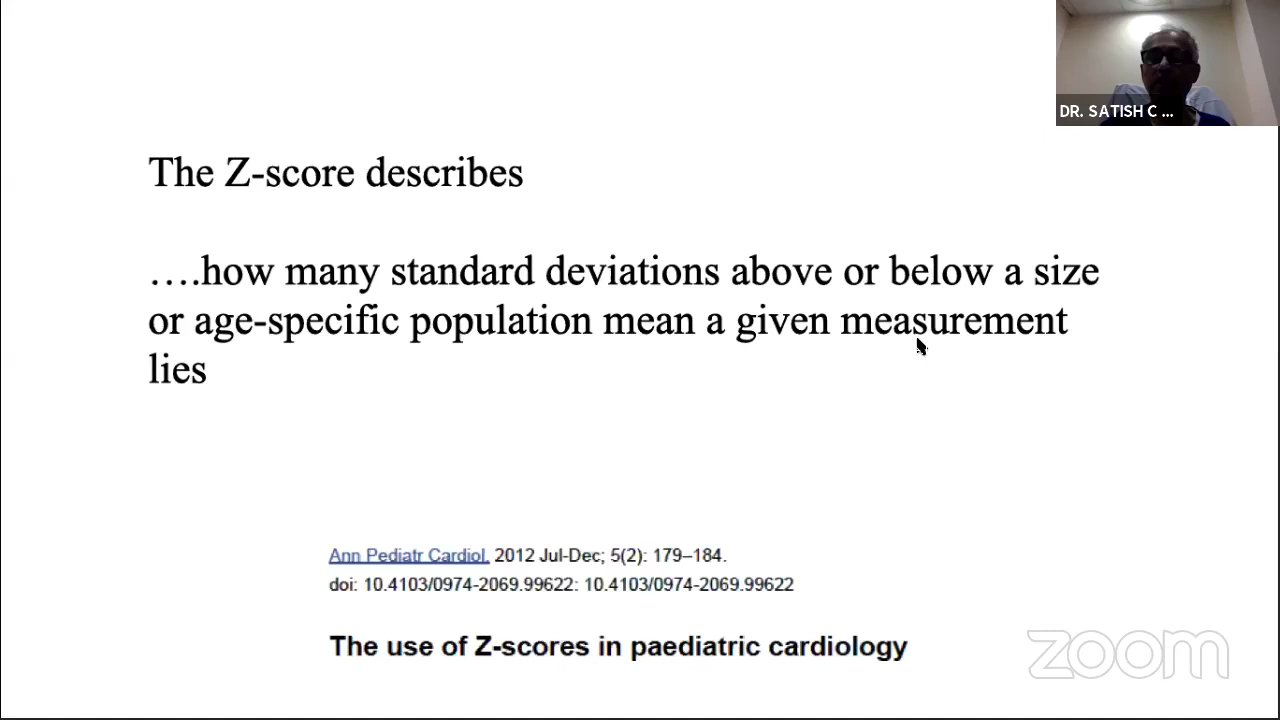 DR. SATISH C ...
The Z-score describes
….how many standard deviations above or below a size
or age-specific population mean a given measurement
lies
Ann Pediatr Cardiol. 2012 Jul-Dec; 5(2): 179–184.
doi: 10.4103/0974-2069.99622: 10.4103/0974-2069.99622
The use of Z-scores in paediatric cardiology
zoom